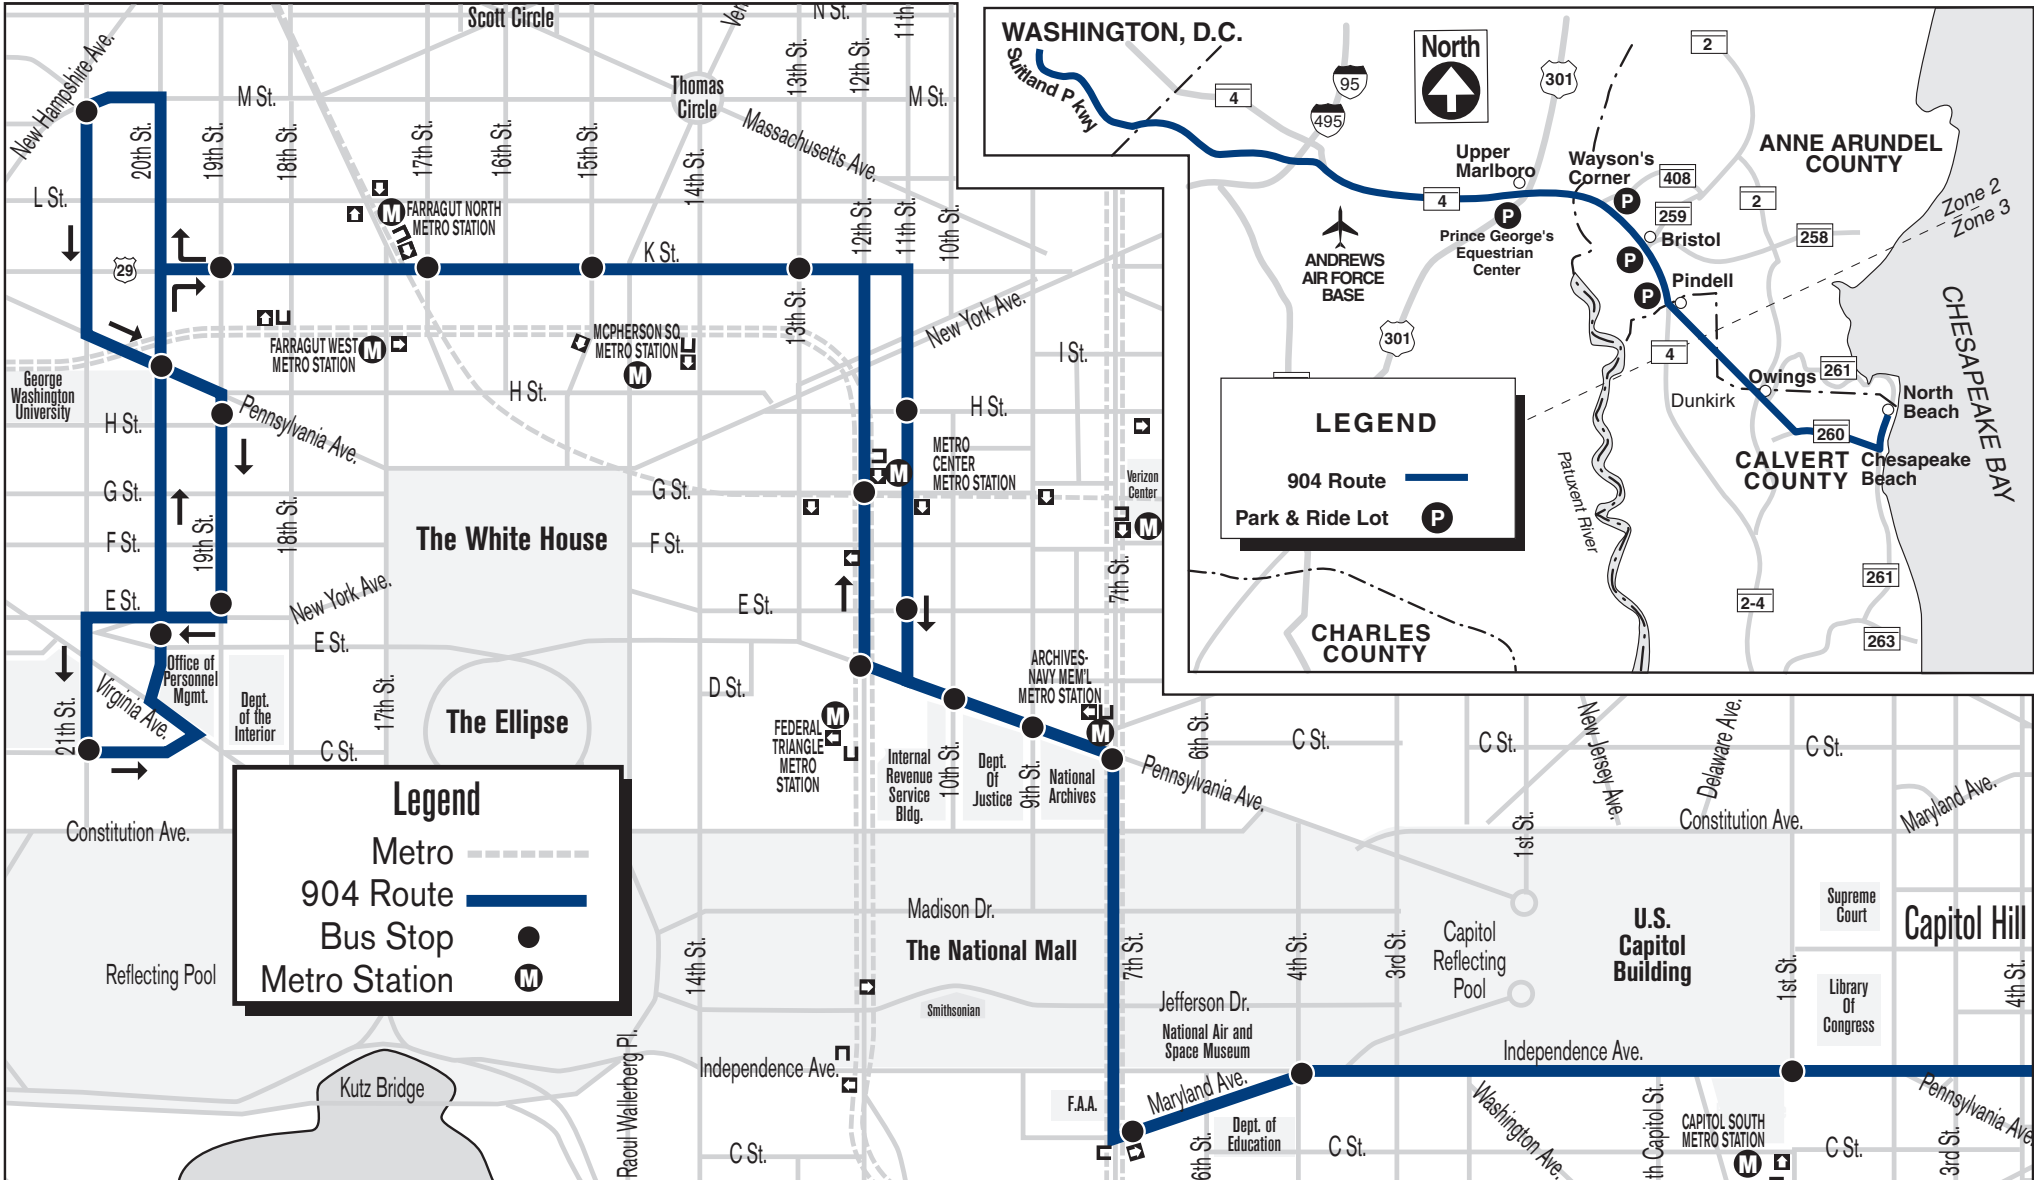 Scott Circle
Ver
N St.
11th
New Hampshire Ave.
13th St.
12th St.
M St.
Thomas
Circle
M St.
Massachusetts Ave.
20th St.
19th St.
18th St.
17th St.
16th St.
15th St.
14th St.
L St.
M
FARRAGUT NORTH
METRO STATION
12th St.
11th St.
10th St.
K St.
29
FARRAGUT WEST
METRO STATION
M
MCPHERSON SQ.
METRO STATION
M
13th St.
New York Ave.
I St.
George
Washington
University
H St.
Pennsylvania Ave.
H St.
H St.
METRO
CENTER
METRO STATION
M
G St.
G St.
Verizon
Center
M
19th St.
18th St.
The White House
F St.
F St.
7th St.
E St.
New York Ave.
E St.
E St.
Office of
Personnel
Mgmt.
Dept.
of the
Interior
17th St.
The Ellipse
D St.
ARCHIVES-
NAVY MEM'L
METRO STATION
M
Virginia Ave.
21th St.
C St.
M
FEDERAL
TRIANGLE
METRO
STATION
Internal
Revenue
Service
Bldg.
10th St.
Dept.
Of
Justice
9th St.
National
Archives
Pennsylvania Ave.
6th St.
C St.
C St.
New Jersey Ave.
Delaware Ave.
C St.
Maryland Ave.
Constitution Ave.
1st St.
Constitution Ave.
Legend
Metro
904 Route
Bus Stop
Metro Station
M
Reflecting Pool
Kutz Bridge
Raoul Wallerberg Pl.
14th St.
Madison Dr.
The National Mall
Smithsonian
7th St.
Jefferson Dr.
National Air and
Space Museum
4th St.
3rd St.
Capitol
Reflecting
Pool
U.S.
Capitol
Building
1st St.
Supreme
Court
Capitol Hill
Library
Of
Congress
4th St.
Independence Ave.
Independence Ave.
F.A.A.
Maryland Ave.
Dept. of
Education
6th St.
C St.
C St.
Washington Ave.
th Capitol St.
CAPITOL SOUTH
METRO STATION
M
C St.
3rd St.
Pennsylvania Ave.
WASHINGTON, D.C.
Suitland Pkwy
4
95
495
North
301
2
ANNE ARUNDEL
COUNTY
Upper
Marlboro
Wayson's
Corner
408
4
P
P
259
2
Zone 2
Zone 3
Prince George's
Equestrian
Center
Bristol
258
ANDREWS
AIR FORCE
BASE
P
Pindell
P
301
4
CHESAPEAKE BAY
Owings
261
Dunkirk
North
Beach
260
CALVERT
COUNTY
Chesapeake
Beach
LEGEND
904 Route
Park & Ride Lot
P
Patuxent River
261
2-4
263
CHARLES
COUNTY